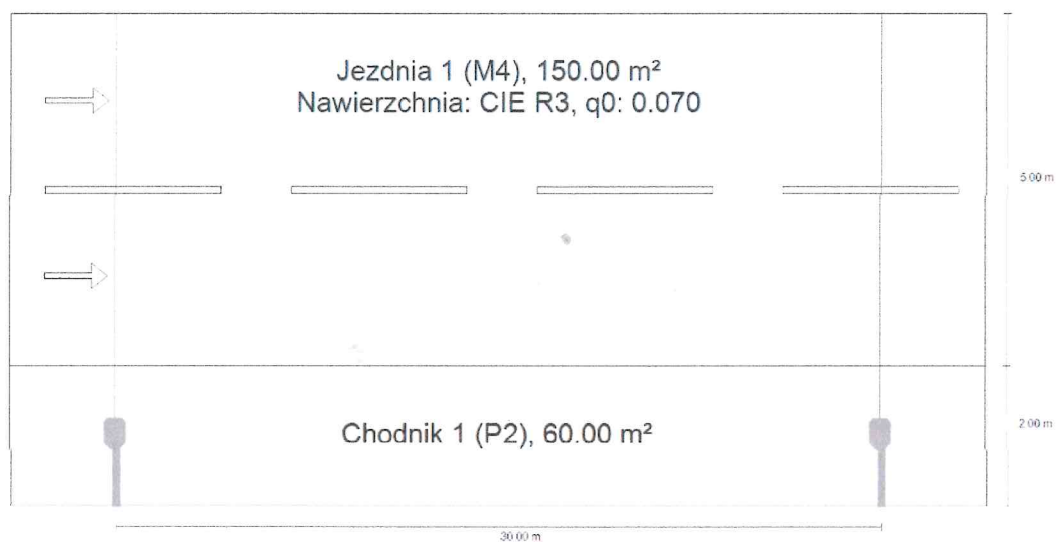 Jezdnia 1 (M4), 150.00 m²
Nawierzchnia: CIE R3, q0: 0.070
5.00 m
Chodnik 1 (P2), 60.00 m²
2.00 m
30.00 m